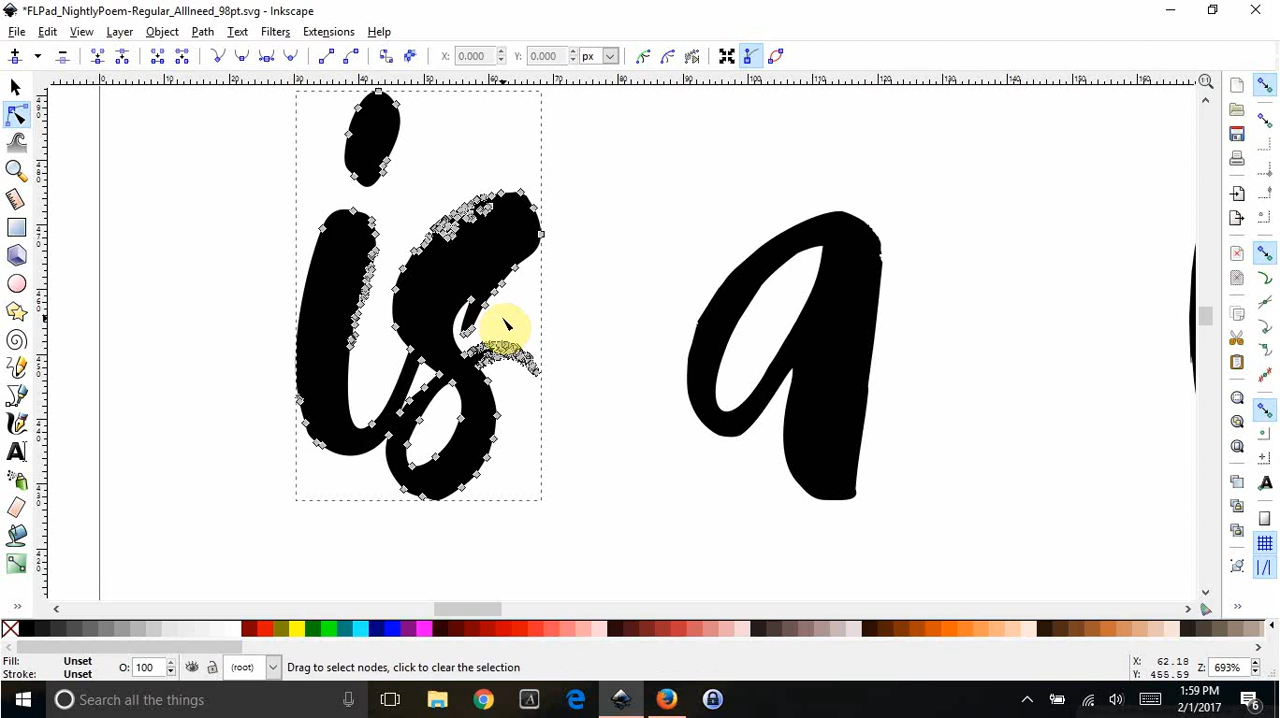 *FLPad_NightlyPoem-Regular_AllIneed_98pt.svg - Inkscape
File Edit View Layer Object Path Text Filters Extensions Help
X: 0.000 Y: 0.000 px
is a
Fill: Unset
Stroke: Unset
O: 100
(root)
Drag to select nodes, click to clear the selection
X: 62.18
Y: 455.59
Z: 693%
Search all the things
1:59 PM
2/1/2017
6